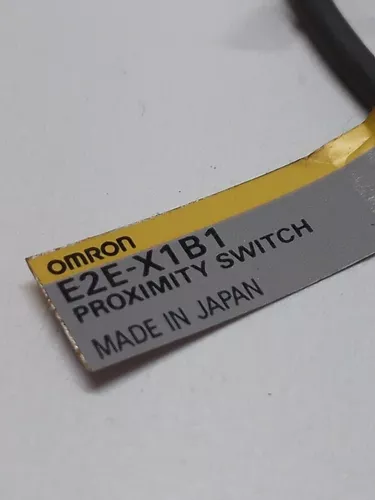 OMRON
E2E-X1B1
PROXIMITY SWITCH
MADE IN JAPAN